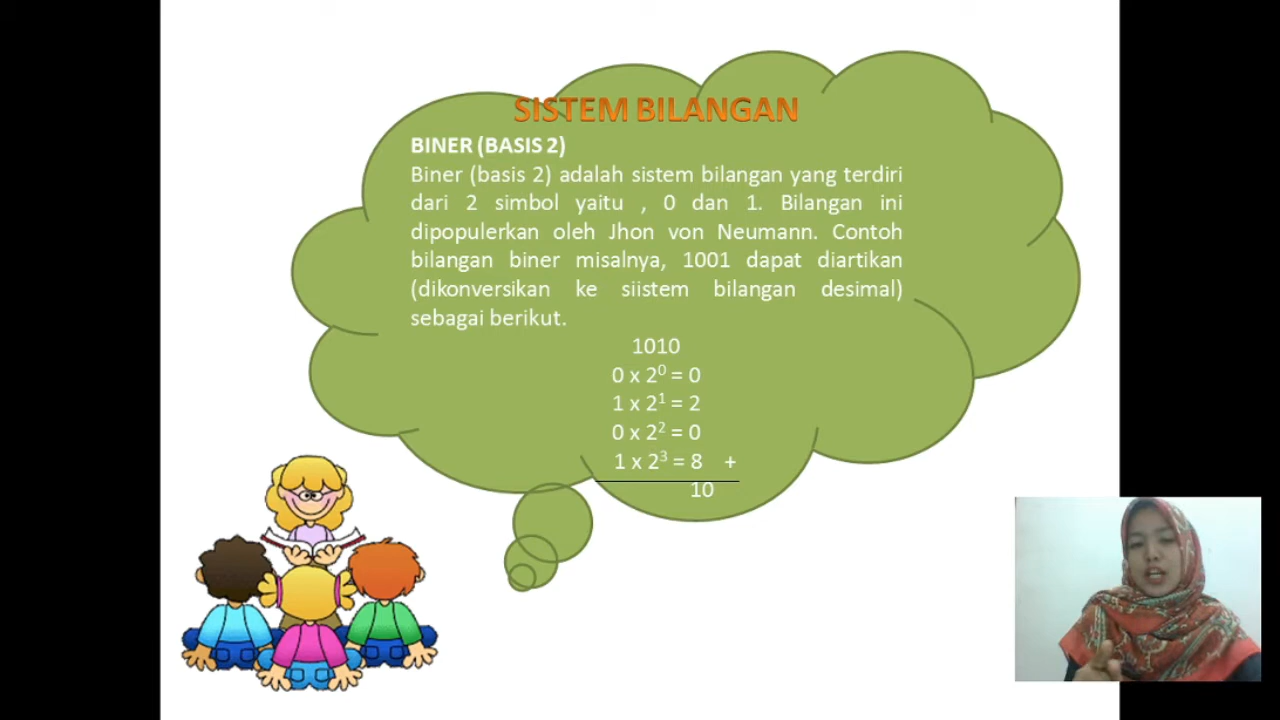 SISTEM BILANGAN
BINER (BASIS 2)
Biner (basis 2) adalah sistem bilangan yang terdiri
dari 2 simbol yaitu , 0 dan 1. Bilangan ini
dipopulerkan oleh Jhon von Neumann. Contoh
bilangan biner misalnya, 1001 dapat diartikan
(dikonversikan ke siistem bilangan desimal)
sebagai berikut.
1010
0 x 2⁰ = 0
1 x 2¹ = 2
0 x 2² = 0
1 x 2³ = 8 +
10